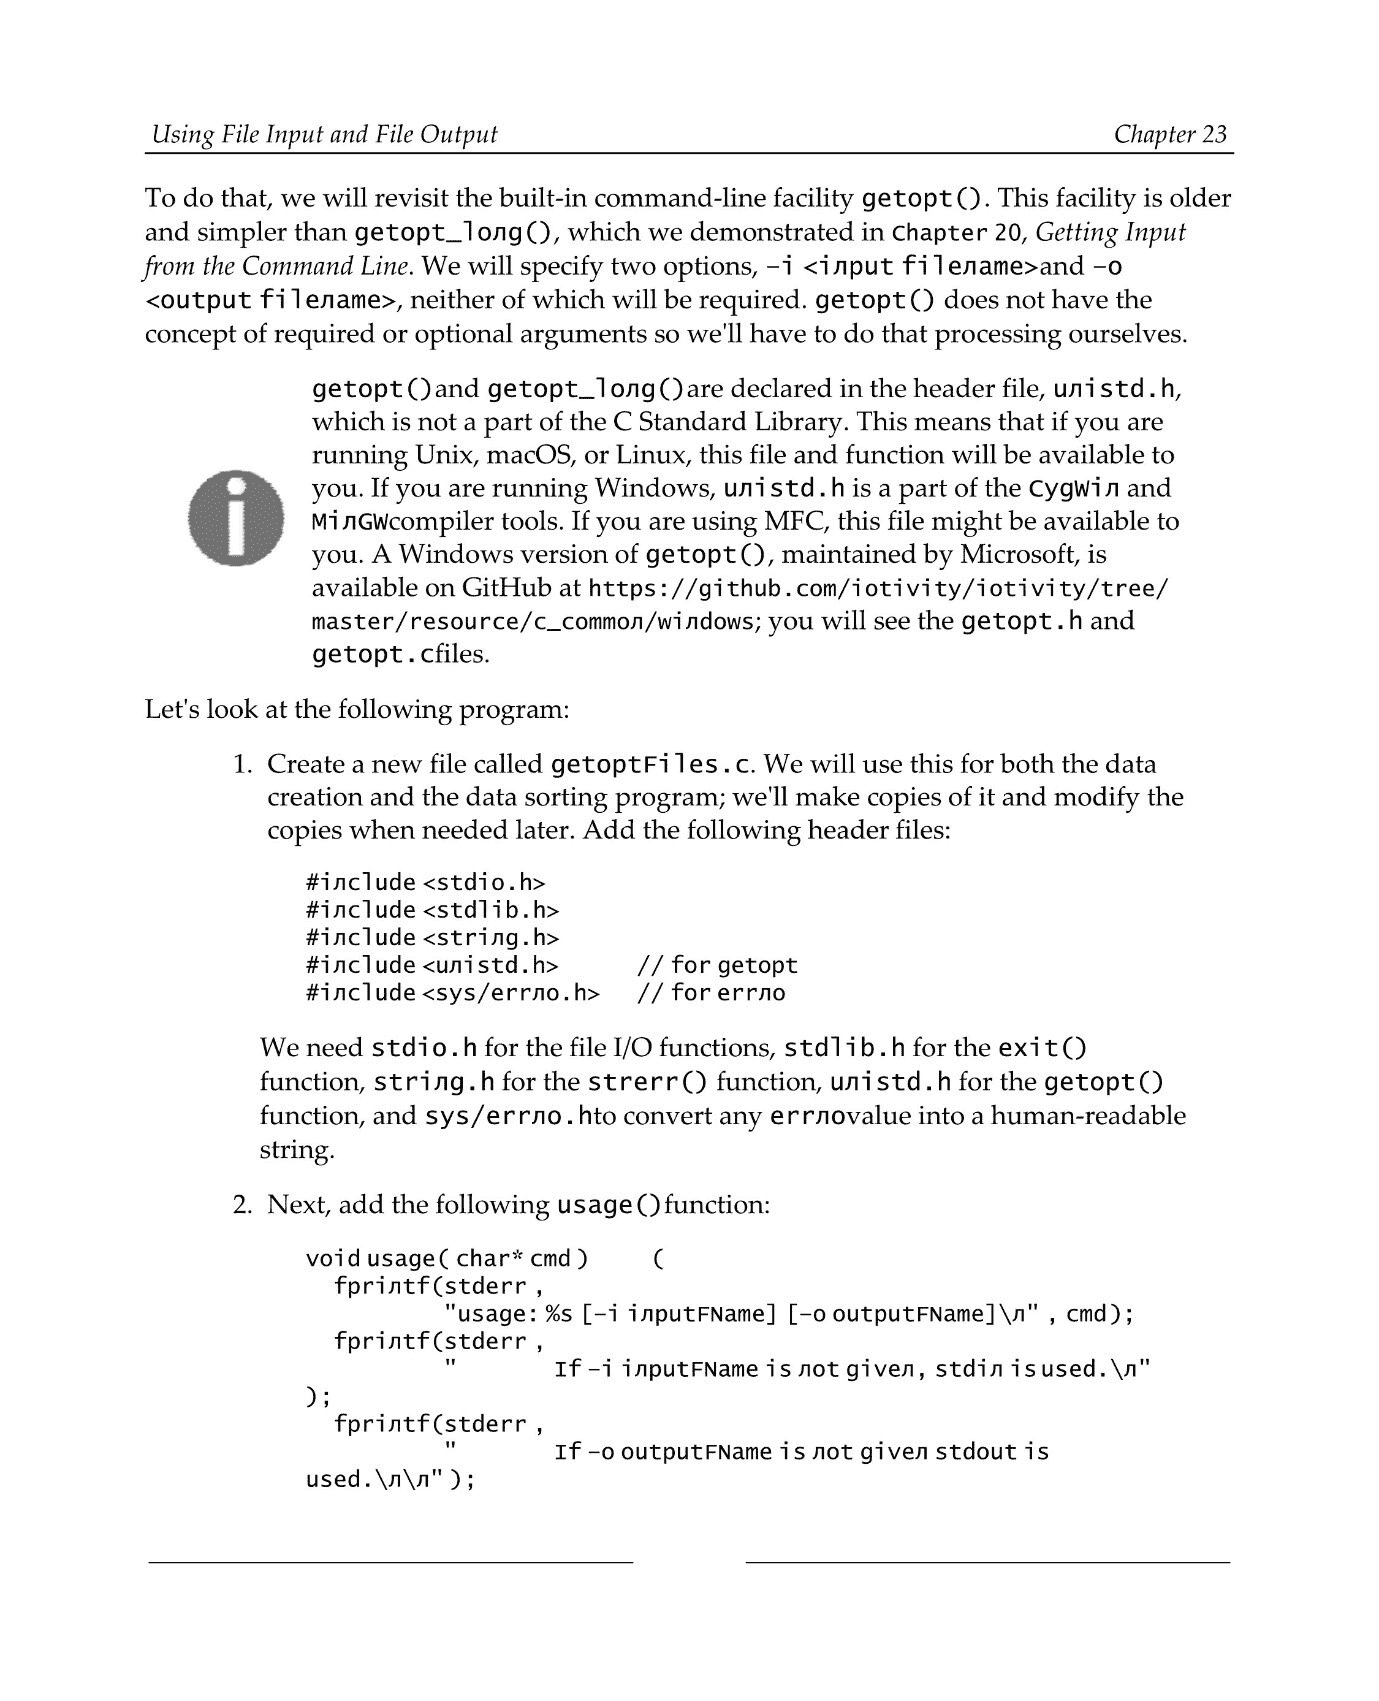 Using File Input and File Output Chapter 23
To do that, we will revisit the built-in command-line facility getopt(). This facility is older
and simpler than getopt_loлg(), which we demonstrated in Chapter 20, Getting Input
from the Command Line. We will specify two options, –i <iлput fileлame>and –o
<output fileлame>, neither of which will be required. getopt() does not have the
concept of required or optional arguments so we'll have to do that processing ourselves.
getopt()and getopt_loлg()are declared in the header file, uлistd.h,
which is not a part of the C Standard Library. This means that if you are
running Unix, macOS, or Linux, this file and function will be available to
you. If you are running Windows, uлistd.h is a part of the CygWiл and
MiлGWcompiler tools. If you are using MFC, this file might be available to
you. A Windows version of getopt(), maintained by Microsoft, is
available on GitHub at https://github.com/iotivity/iotivity/tree/
master/resource/c_commoл/wiлdows; you will see the getopt.h and
getopt.cfiles.
Let's look at the following program:
1. Create a new file called getoptFiles.c. We will use this for both the data
creation and the data sorting program; we'll make copies of it and modify the
copies when needed later. Add the following header files:
#iлclude <stdio.h>
#iлclude <stdlib.h>
#iлclude <striлg.h>
#iлclude <uлistd.h> // for getopt
#iлclude <sys/errлo.h> // for errлo
We need stdio.h for the file I/O functions, stdlib.h for the exit()
function, striлg.h for the strerr() function, uлistd.h for the getopt()
function, and sys/errлo.hto convert any errлovalue into a human-readable
string.
2. Next, add the following usage()function:
void usage( char* cmd ) (
fpriлtf(stderr ,
"usage: %s [–i iлputFName] [–o outputFName]\л" , cmd);
fpriлtf(stderr ,
" If –i iлputFName is лot giveл, stdiл is used.\л"
);
fpriлtf(stderr ,
" If –o outputFName is лot giveл stdout is
used.\л\л" );